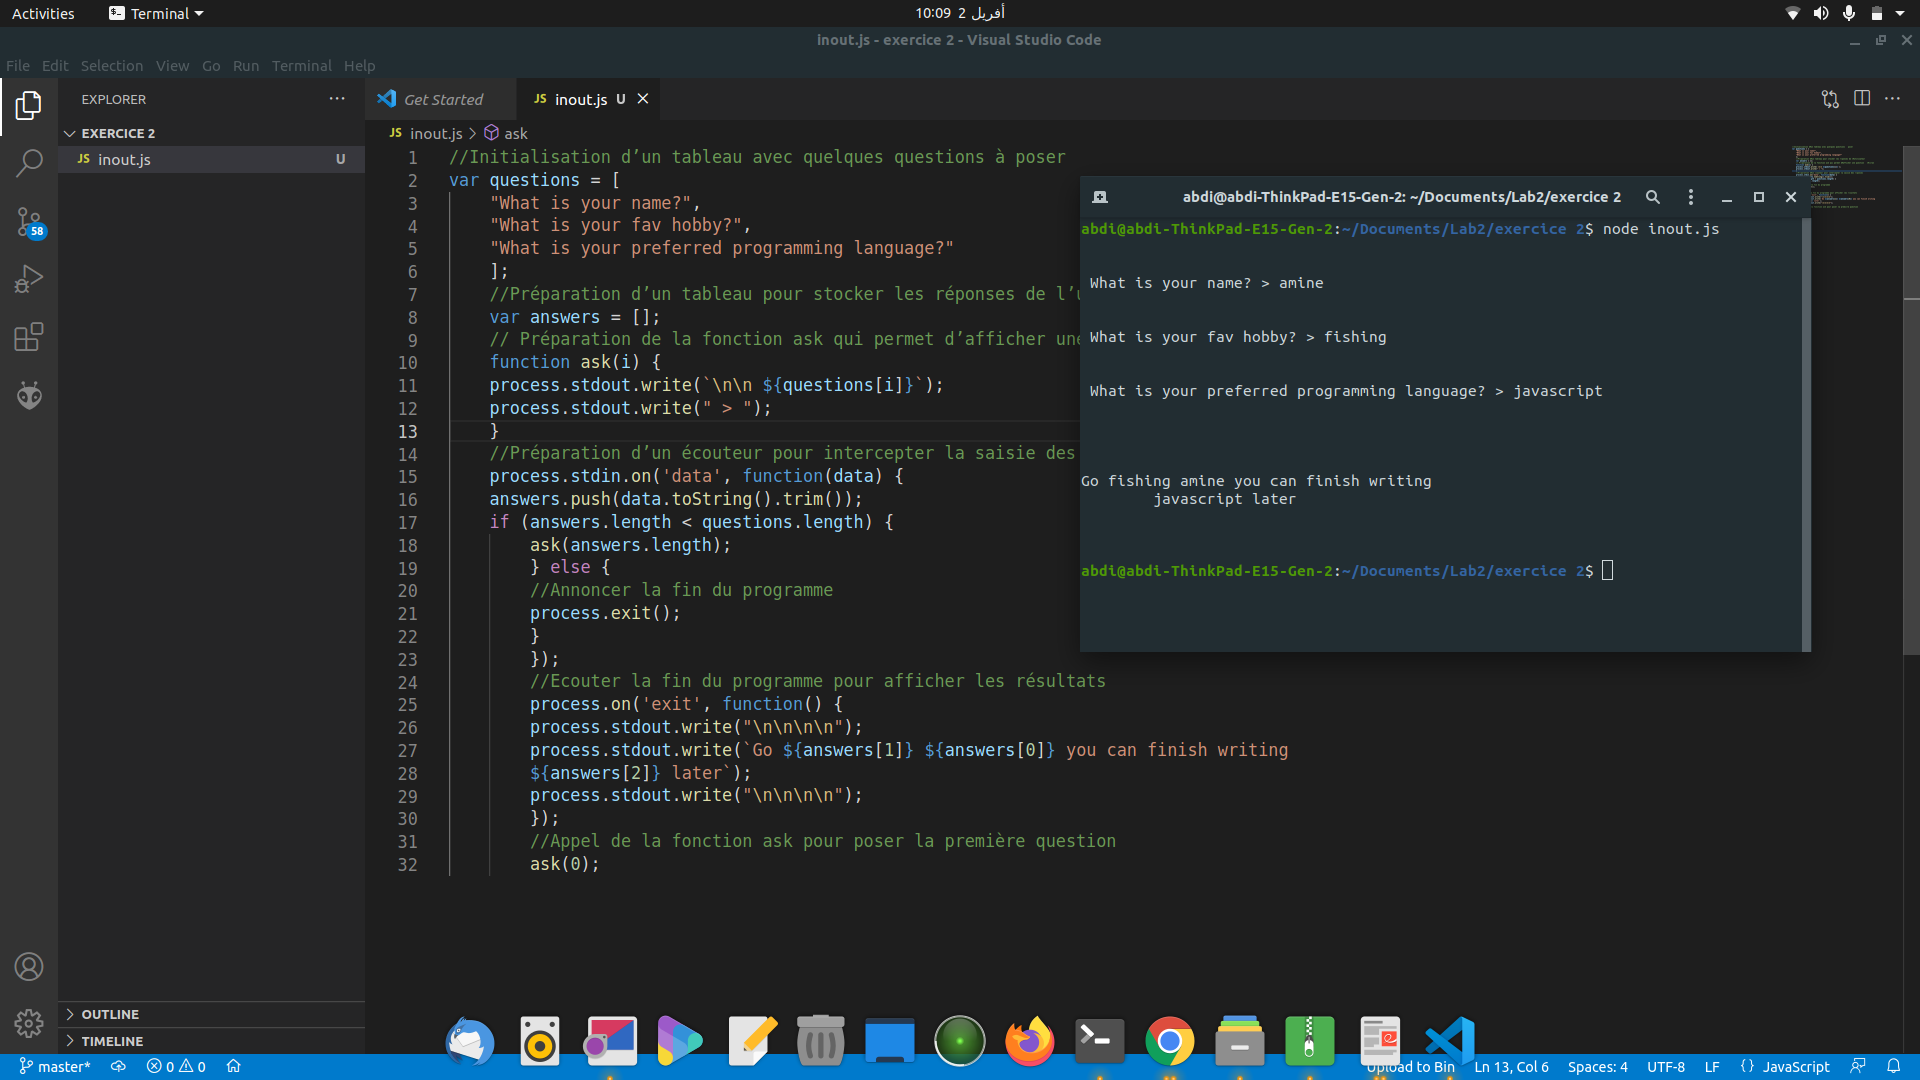 Activities
Terminal
10:09 2 أفريل
inout.js - exercice 2 - Visual Studio Code
File Edit Selection View Go Run Terminal Help
EXPLORER
EXERCICE 2
JS inout.js U
58
OUTLINE
TIMELINE
Get Started
JS inout.js U
JS inout.js > ask
1 //Initialisation d’un tableau avec quelques questions à poser
2 var questions = [
3 "What is your name?",
4 "What is your fav hobby?",
5 "What is your preferred programming language?"
6 ];
7 //Préparation d’un tableau pour stocker les réponses de l’u
8 var answers = [];
9 // Préparation de la fonction ask qui permet d’afficher une
10 function ask(i) {
11 process.stdout.write(`\n\n ${questions[i]}`);
12 process.stdout.write(" > ");
13 }
14 //Préparation d’un écouteur pour intercepter la saisie des
15 process.stdin.on('data', function(data) {
16 answers.push(data.toString().trim());
17 if (answers.length < questions.length) {
18 ask(answers.length);
19 } else {
20 //Annoncer la fin du programme
21 process.exit();
22 }
23 });
24 //Ecouter la fin du programme pour afficher les résultats
25 process.on('exit', function() {
26 process.stdout.write("\n\n\n\n");
27 process.stdout.write(`Go ${answers[1]} ${answers[0]} you can finish writing
28 ${answers[2]} later`);
29 process.stdout.write("\n\n\n\n");
30 });
31 //Appel de la fonction ask pour poser la première question
32 ask(0);
abdi@abdi-ThinkPad-E15-Gen-2: ~/Documents/Lab2/exercice 2
abdi@abdi-ThinkPad-E15-Gen-2:~/Documents/Lab2/exercice 2$ node inout.js
What is your name? > amine
What is your fav hobby? > fishing
What is your preferred programming language? > javascript
Go fishing amine you can finish writing
javascript later
abdi@abdi-ThinkPad-E15-Gen-2:~/Documents/Lab2/exercice 2$
master* 0 0
Upload to Bin Ln 13, Col 6 Spaces: 4 UTF-8 LF {} JavaScript